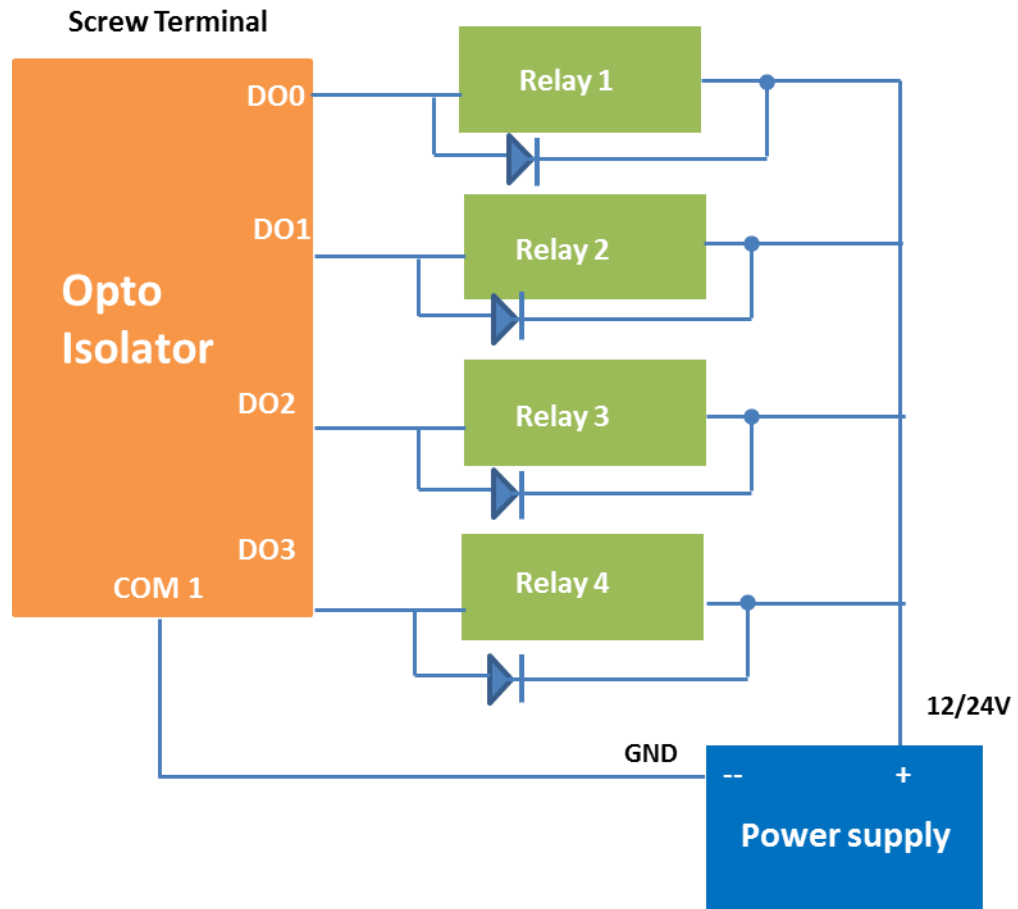 Screw Terminal
DO0
Relay 1
DO1
Relay 2
Opto
Isolator
DO2
Relay 3
DO3
Relay 4
COM 1
12/24V
GND
-- +
Power supply